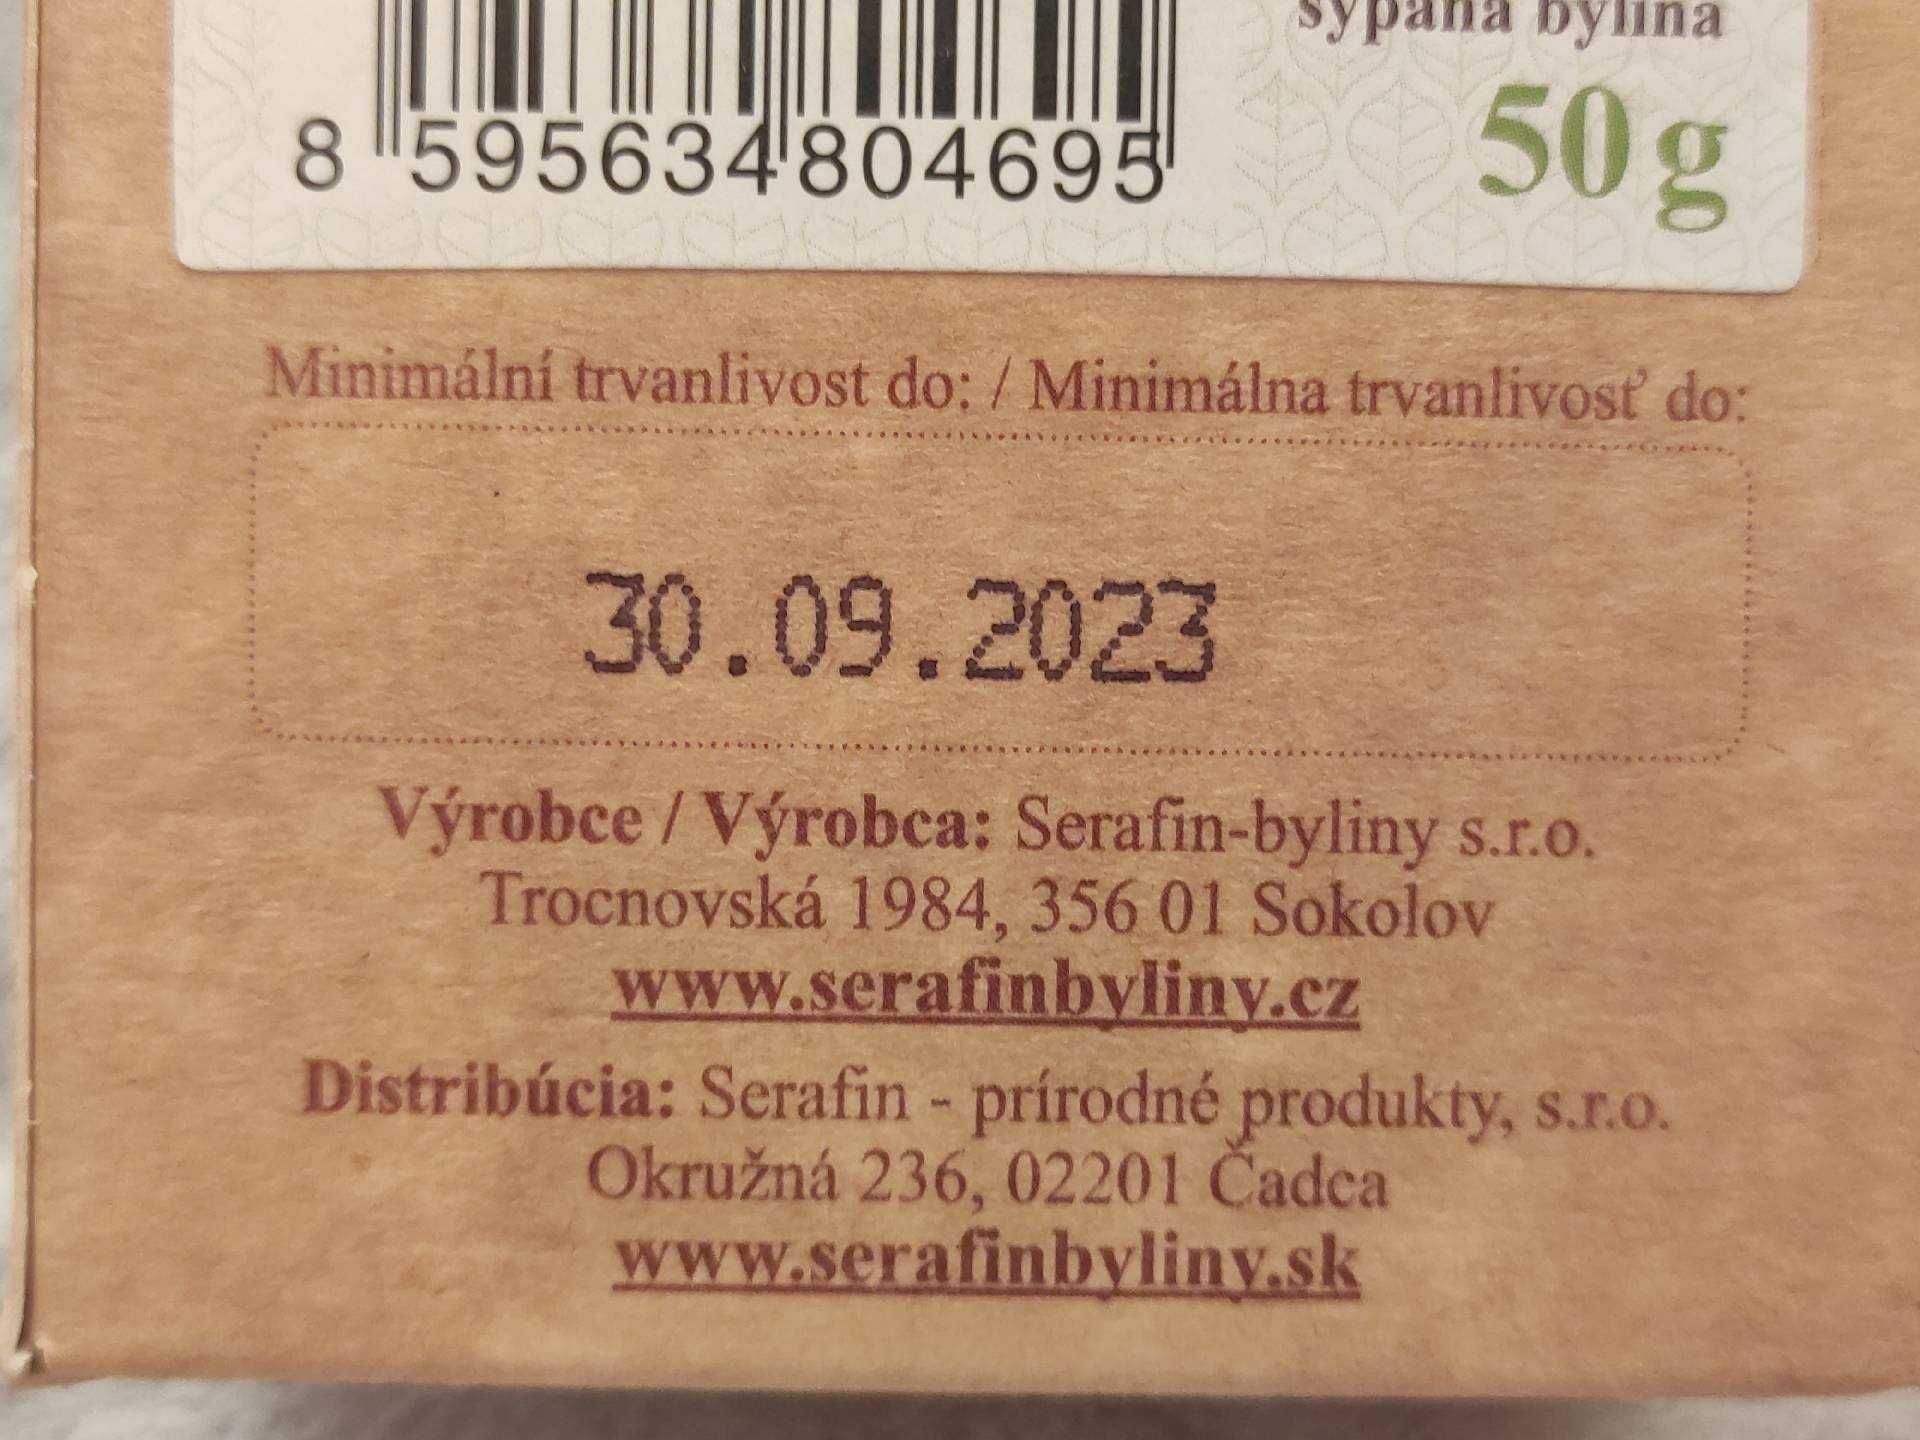 sypaná bylina
50 g
8 595634 804695
Minimální trvanlivost do: / Minimálna trvanlivosť do:
30.09.2023
Výrobce / Výrobca: Serafin-byliny s.r.o.
Trocnovská 1984, 356 01 Sokolov
www.serafinbyliny.cz
Distribúcia: Serafin - prírodné produkty, s.r.o.
Okružná 236, 02201 Čadca
www.serafinbyliny.sk